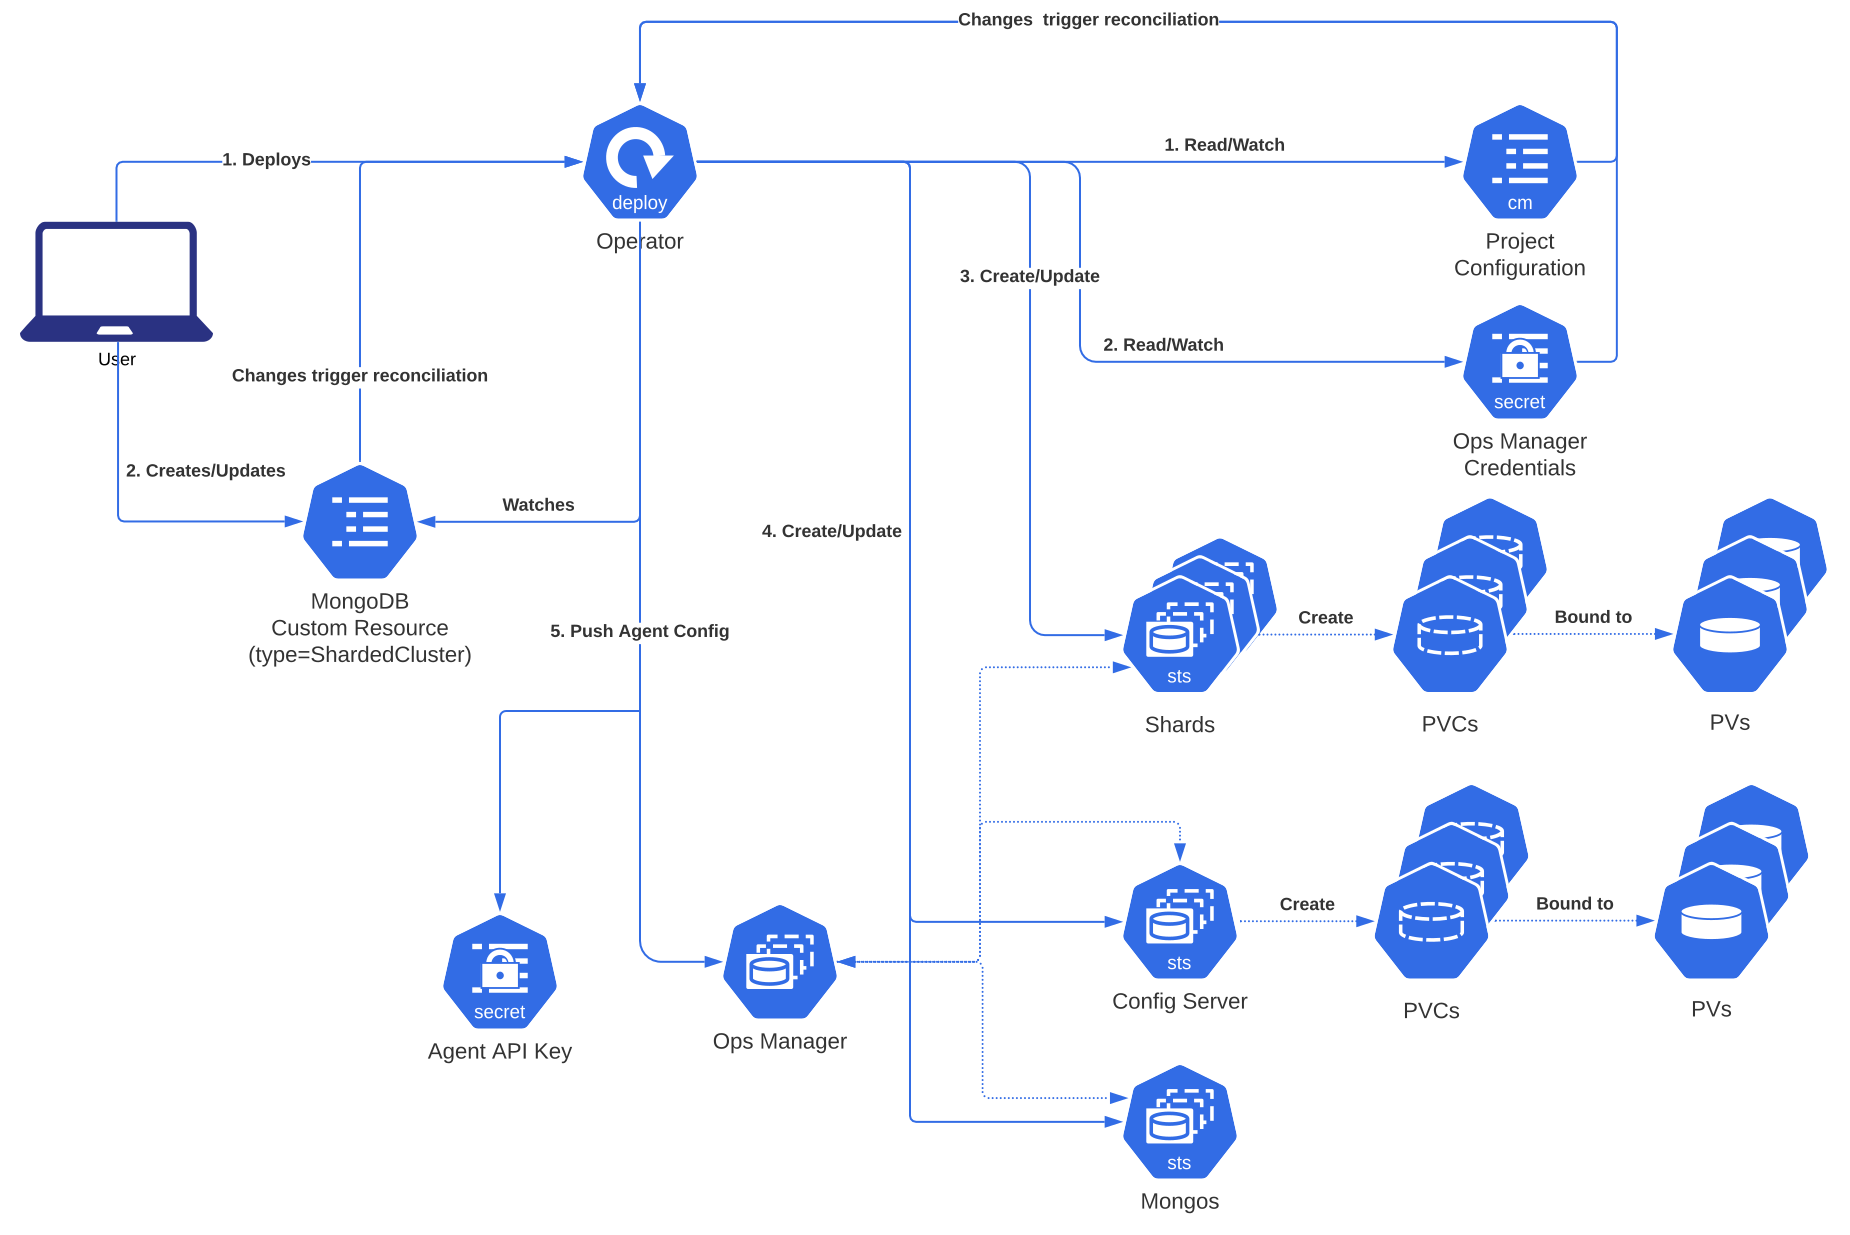 Changes trigger reconciliation
1. Deploys
1. Read/Watch
deploy
Operator
cm
Project
Configuration
3. Create/Update
2. Read/Watch
User
Changes trigger reconciliation
secret
Ops Manager
Credentials
2. Creates/Updates
Watches
4. Create/Update
MongoDB
Custom Resource
(type=ShardedCluster)
5. Push Agent Config
Create
Bound to
sts
Shards
PVCs
PVs
Create
Bound to
sts
Config Server
PVCs
PVs
secret
Agent API Key
Ops Manager
sts
Mongos